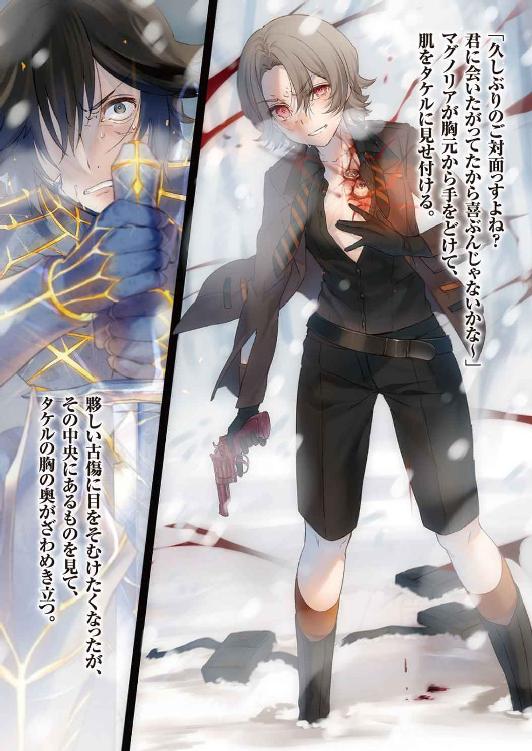 「久しぶりのご対面っすよね？
君に会いたがってたから喜ぶんじゃないかな～」
マグノリアが胸元から手をどけて、
肌をタケルに見せ付ける。
夥しい古傷に目をそむけたくなったが、
その中央にあるものを見て、
タケルの胸の奥がざわめき立つ。